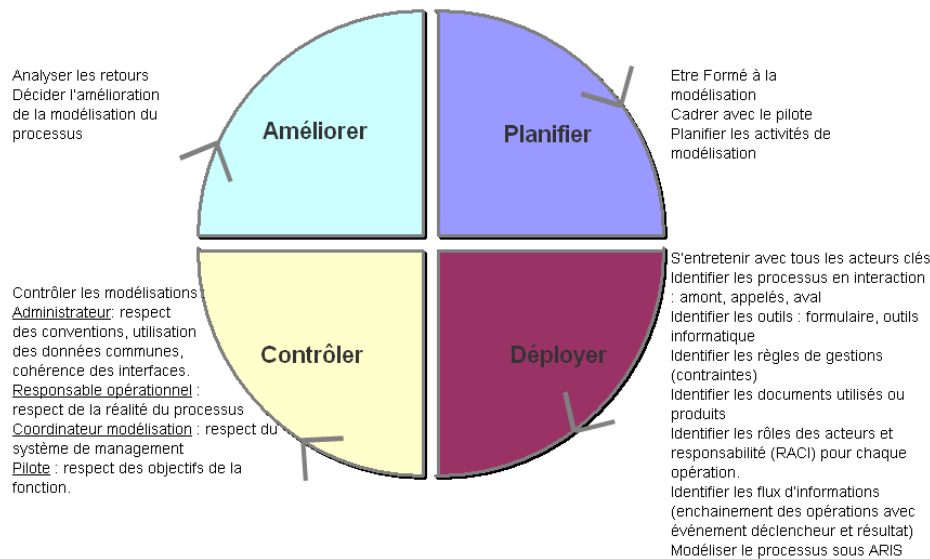 Améliorer
Planifier
Contrôler
Déployer
Analyser les retours
Décider l'amélioration
de la modélisation du
processus
Etre Formé à la
modélisation
Cadrer avec le pilote
Planifier les activités de
modélisation
Contrôler les modélisations
Administrateur: respect
des conventions, utilisation
des données communes,
cohérence des interfaces.
Responsable opérationnel :
respect de la réalité du processus
Coordinateur modélisation : respect du
système de management
Pilote : respect des objectifs de la
fonction.
S'entretenir avec tous les acteurs clés
Identifier les processus en interaction
: amont, appelés, aval
Identifier les outils : formulaire, outils
informatique
Identifier les règles de gestions
(contraintes)
Identifier les documents utilisés ou
produits
Identifier les rôles des acteurs et
responsabilité (RACI) pour chaque
opération.
Identifier les flux d'informations
(enchainement des opérations avec
événement déclencheur et résultat)
Modéliser le processus sous ARIS